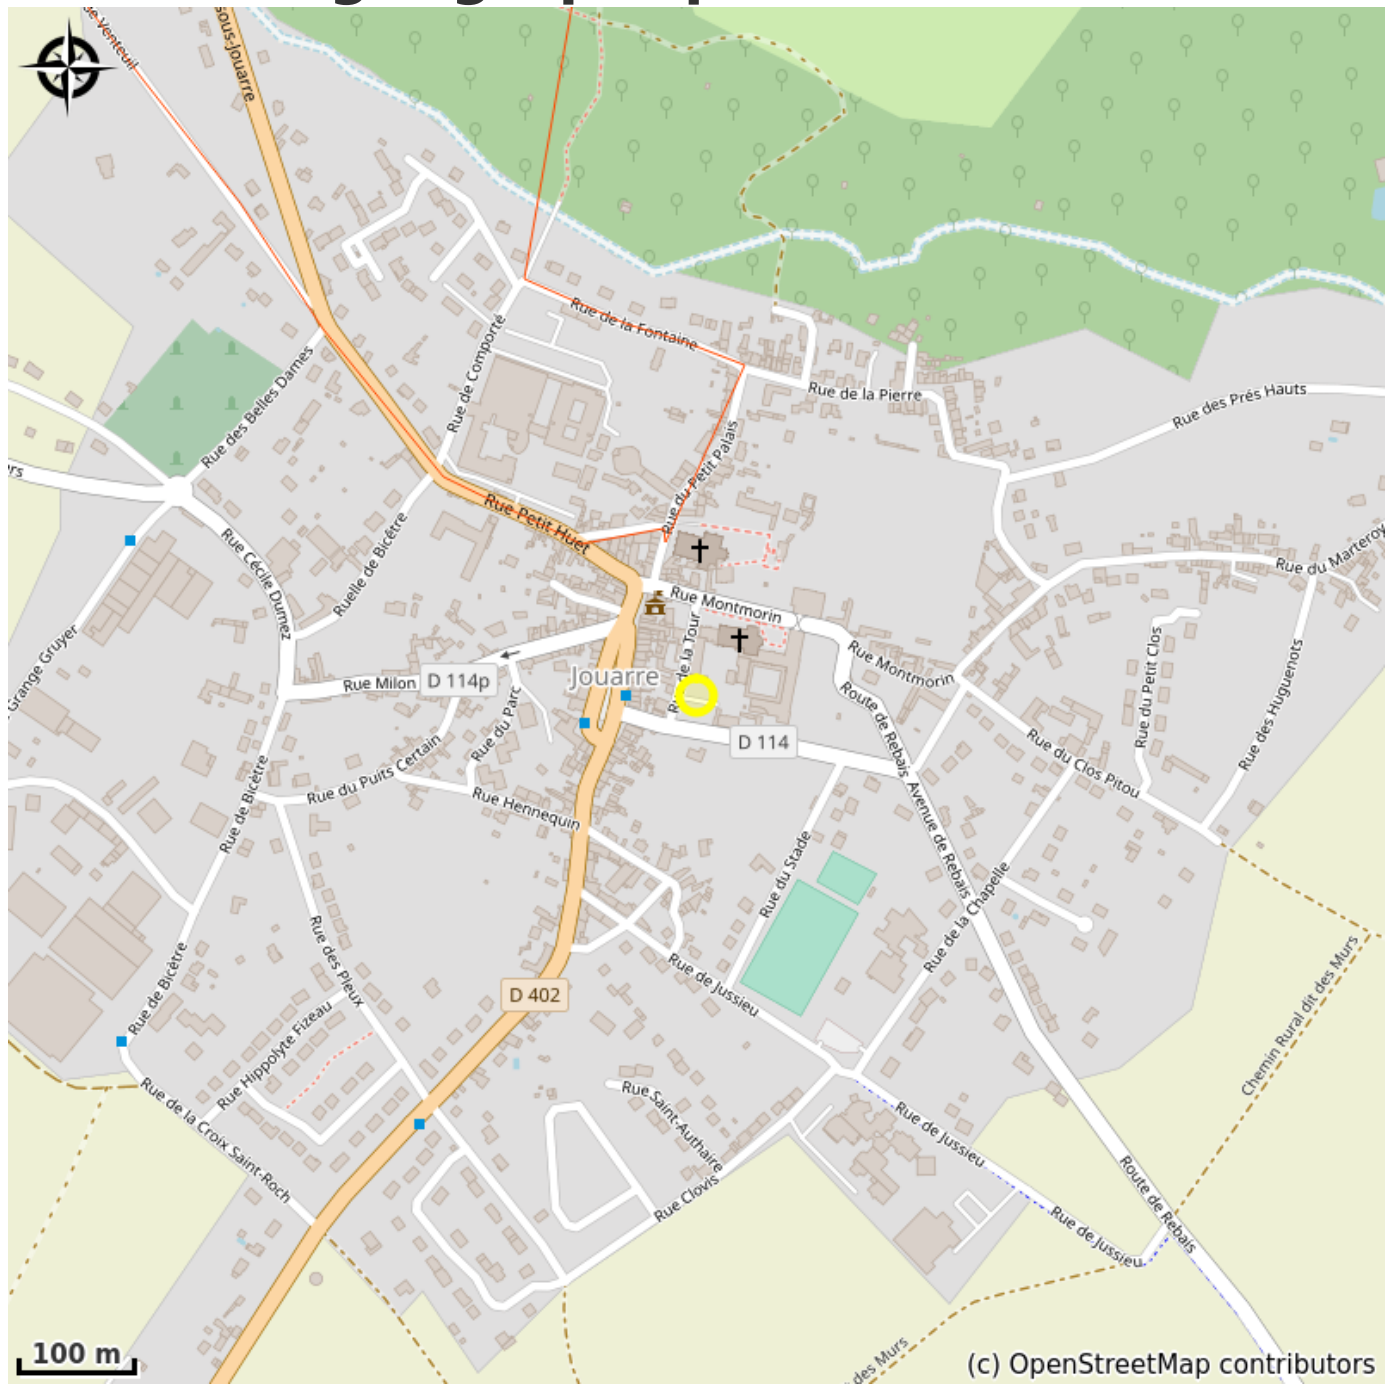 de Venteuil
sous-Jouarre
Rue de la Fontaine
Rue de Comporté
Rue de la Pierre
Rue des Prés Hauts
Rue des Belles Dames
Rue du Petit Palais
ers
Rue Petit Huet
Ruelle de Bicêtre
Rue Cécile Dumez
Rue du Marteroy
Rue Montmorin
Rue de la Tour
Rue Montmorin
Grange Gruyer
Rue du Petit Clos
Rue des Huguenots
Jouarre
Rue Milon
D 114p
Rue du Parc
Route de Rebais
D 114
Rue du Clos Pitou
Rue du Puits Certain
Rue de Bicêtre
Rue Hennequin
Avenue de Rebais
Rue du Stade
Rue de la Chapelle
Rue des Pleux
Rue de Bicêtre
D 402
Rue de Jussieu
Chemin Rural dit des Murs
Rue Hippolyte Fizeau
Rue de la Croix Saint-Roch
Rue Saint-Authaire
Rue de Jussieu
Rue Clovis
Route de Rebais
Rue de Jussieu
des Murs
100 m
(c) OpenStreetMap contributors